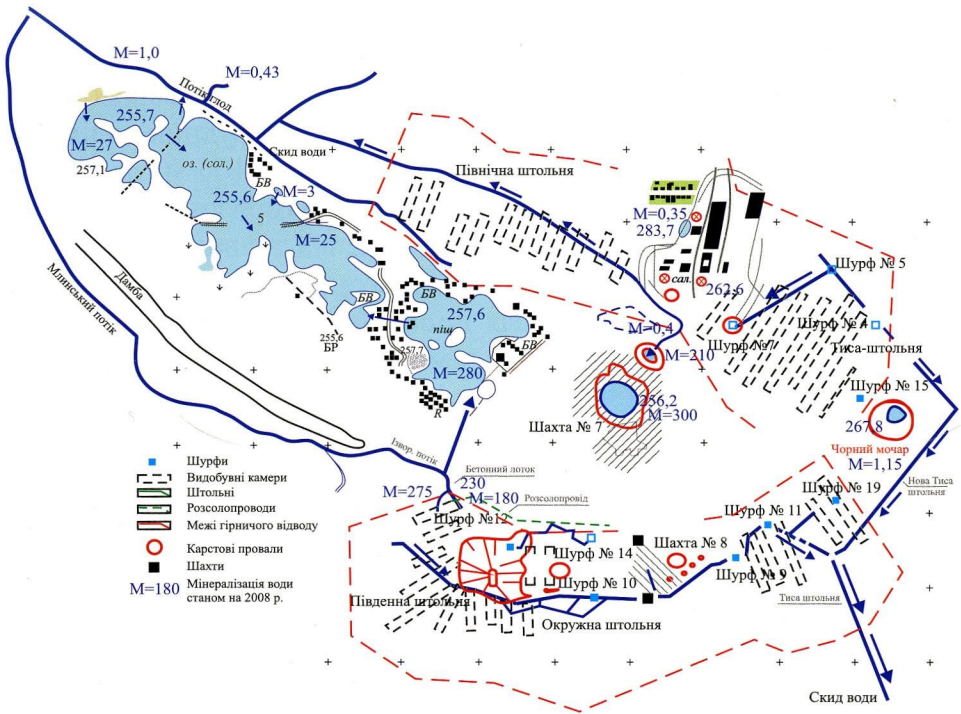 M=1,0
M=0,43
Потік глод
255,7
M=27
оз. (сол.)
Скид води
Північна штольня
257,1
БВ
255,6
M=3
5
M=25
M=0,35
283,7
сал.
262,6
Шурф № 5
Млинський потік
Дамба
БВ
БВ
257,6
піщ
БВ
255,6
БР
257,7
M=280
R
M=0,4
M=210
Шурф №7
Шурф № 4
Тиса-штольня
256,2
M=300
Шахта № 7
Шурф № 15
267,8
Чорний мочар
M=1,15
Ізвор. потік
Бетонний лоток
230
M=275
M=180
Розсолопровід
Нова Тиса
штольня
Шурф № 19
Шурф № 11
Шурф №12
Шурф № 14
Шахта № 8
Шурф № 9
Шурф № 10
Південна штольня
Окружна штольня
Тиса штольня
Скид води
Шурфи
Видобувні камери
Штольні
Розсолопроводи
Межі гірничого відводу
Карстові провали
Шахти
M=180 Мінералізація води
станом на 2008 р.